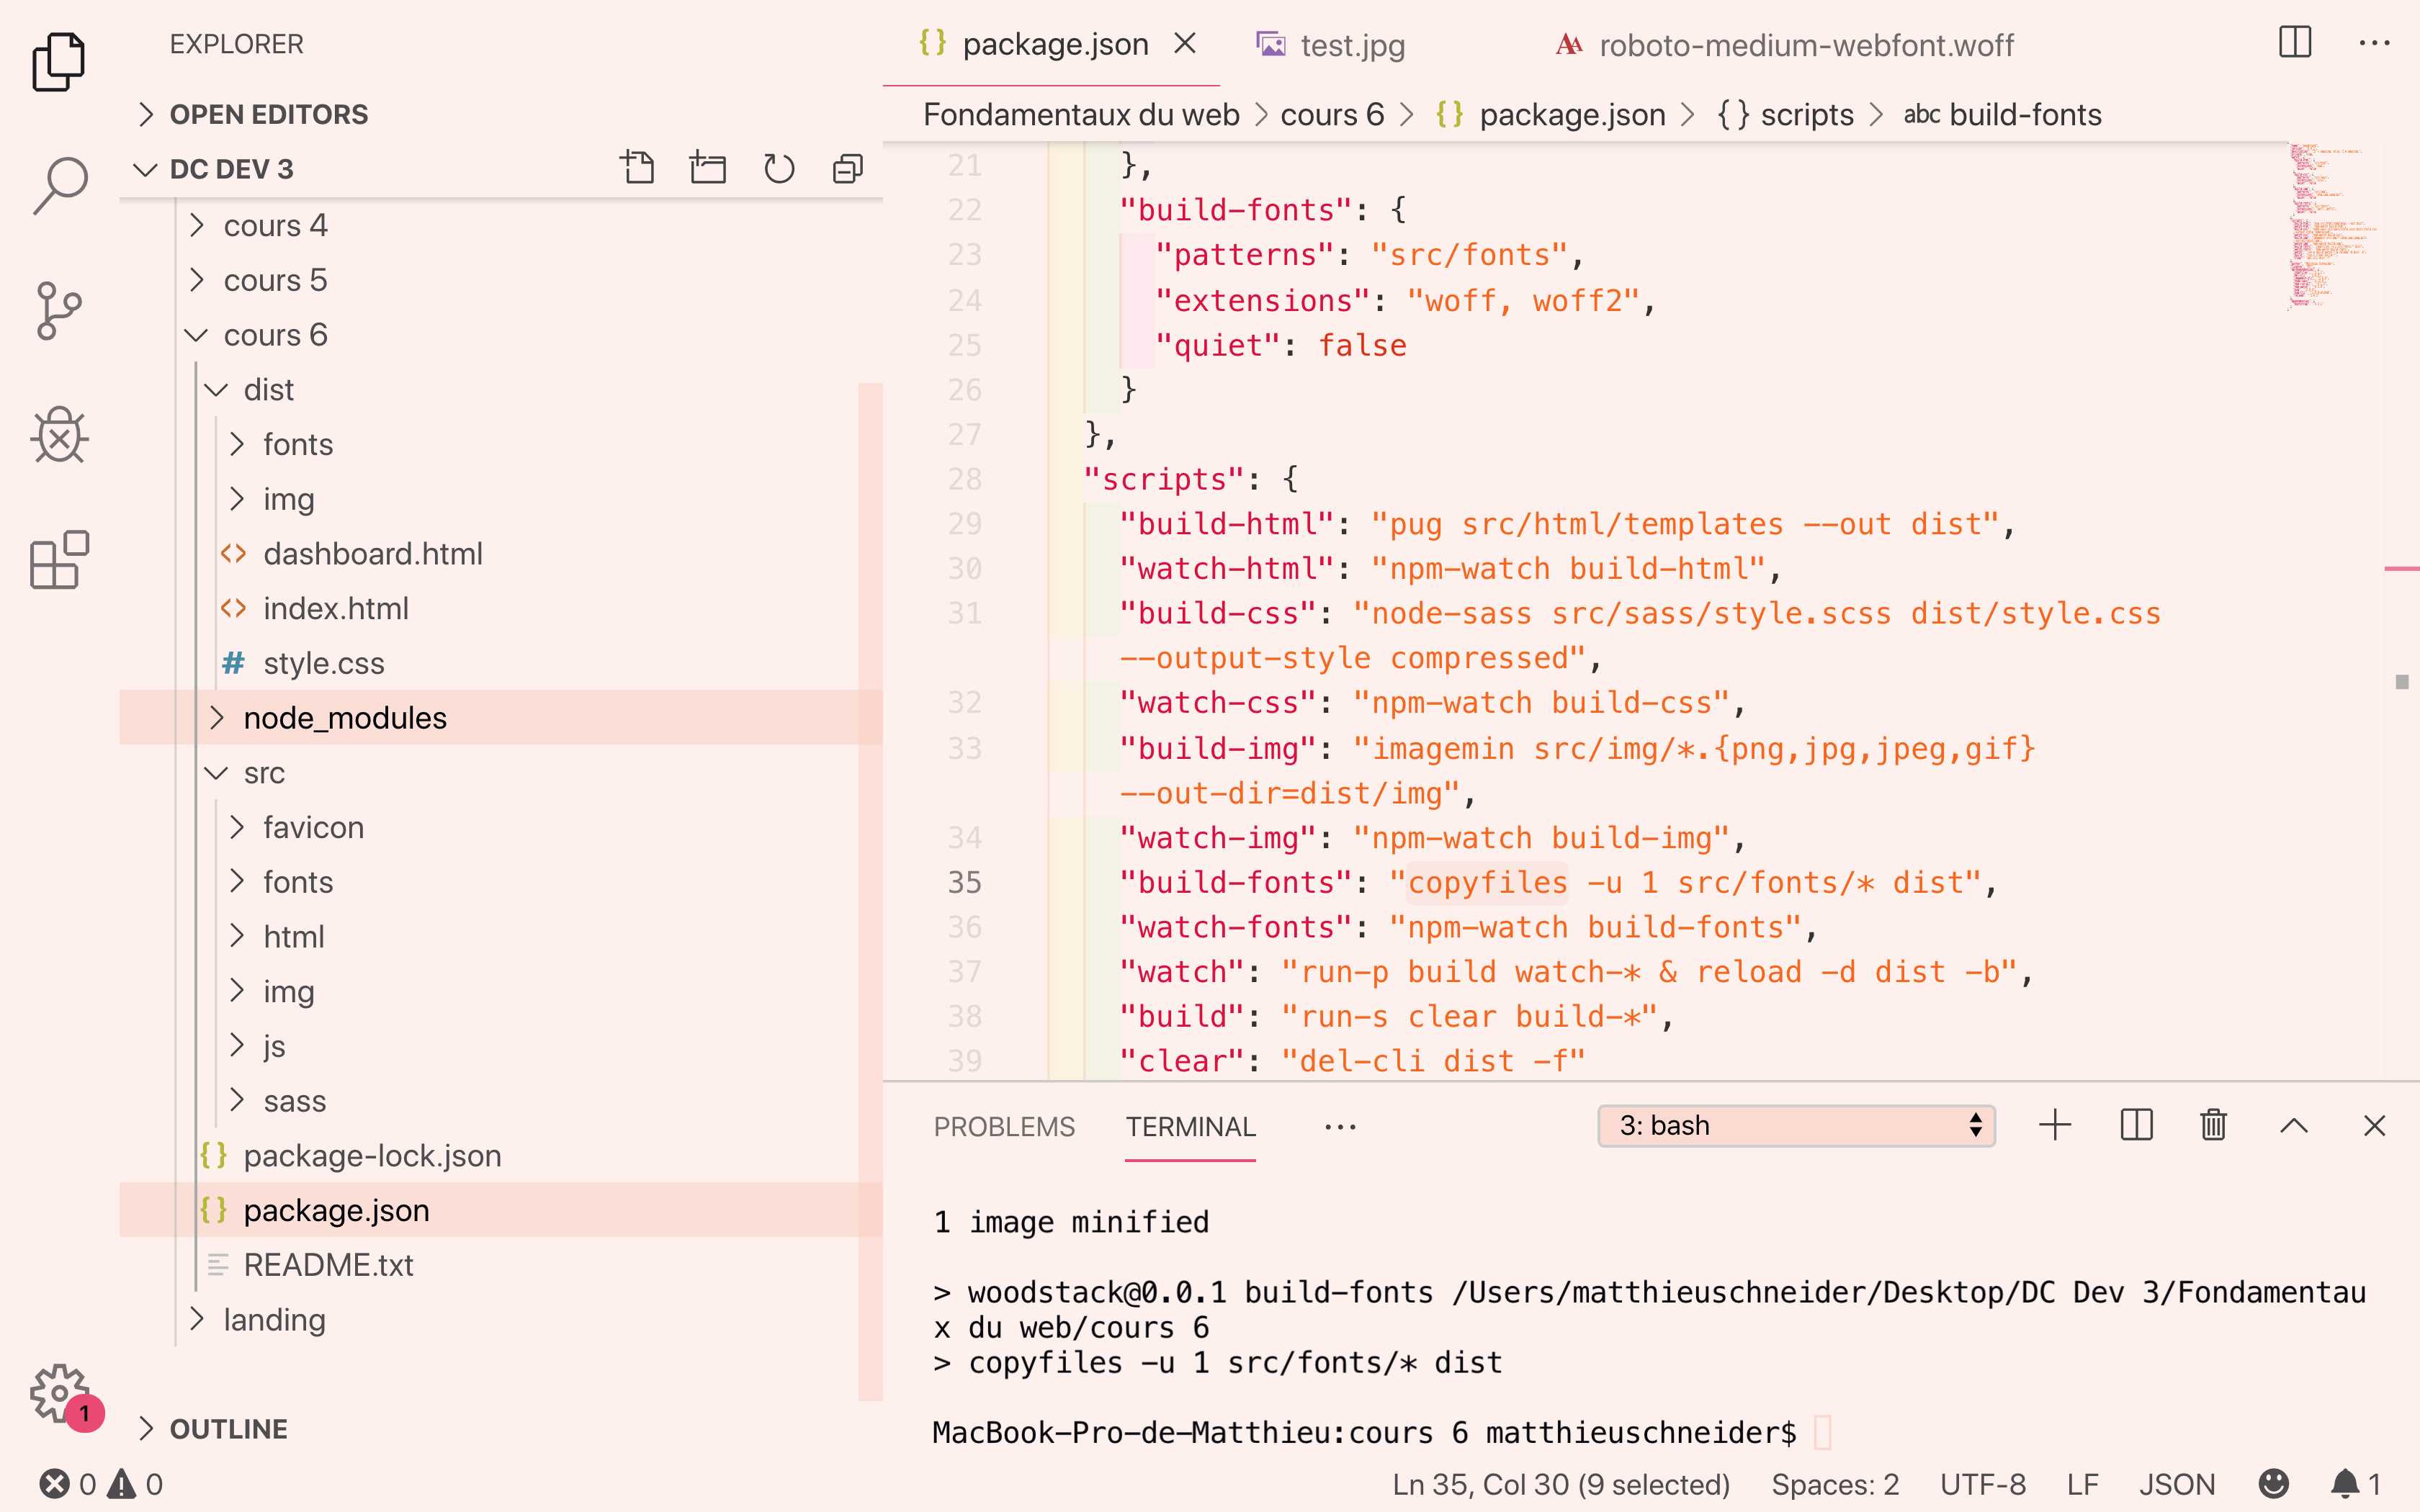 EXPLORER
OPEN EDITORS
DC DEV 3
cours 4
cours 5
cours 6
dist
fonts
img
<> dashboard.html
<> index.html
# style.css
node_modules
src
favicon
fonts
html
img
js
sass
{} package-lock.json
{} package.json
README.txt
landing
1
OUTLINE
{} package.json test.jpg roboto-medium-webfont.woff
Fondamentaux du web > cours 6 > {} package.json > {} scripts > abc build-fonts
21 },
22 "build-fonts": {
23 "patterns": "src/fonts",
24 "extensions": "woff, woff2",
25 "quiet": false
26 }
27 },
28 "scripts": {
29 "build-html": "pug src/html/templates --out dist",
30 "watch-html": "npm-watch build-html",
31 "build-css": "node-sass src/sass/style.scss dist/style.css
--output-style compressed",
32 "watch-css": "npm-watch build-css",
33 "build-img": "imagemin src/img/*.{png,jpg,jpeg,gif}
--out-dir=dist/img",
34 "watch-img": "npm-watch build-img",
35 "build-fonts": "copyfiles -u 1 src/fonts/* dist",
36 "watch-fonts": "npm-watch build-fonts",
37 "watch": "run-p build watch-* & reload -d dist -b",
38 "build": "run-s clear build-*",
39 "clear": "del-cli dist -f"
PROBLEMS TERMINAL ... 3: bash
1 image minified
> woodstack@0.0.1 build-fonts /Users/matthieuschneider/Desktop/DC Dev 3/Fondamentau
x du web/cours 6
> copyfiles -u 1 src/fonts/* dist
MacBook-Pro-de-Matthieu:cours 6 matthieuschneider$
0 0 Ln 35, Col 30 (9 selected) Spaces: 2 UTF-8 LF JSON 1